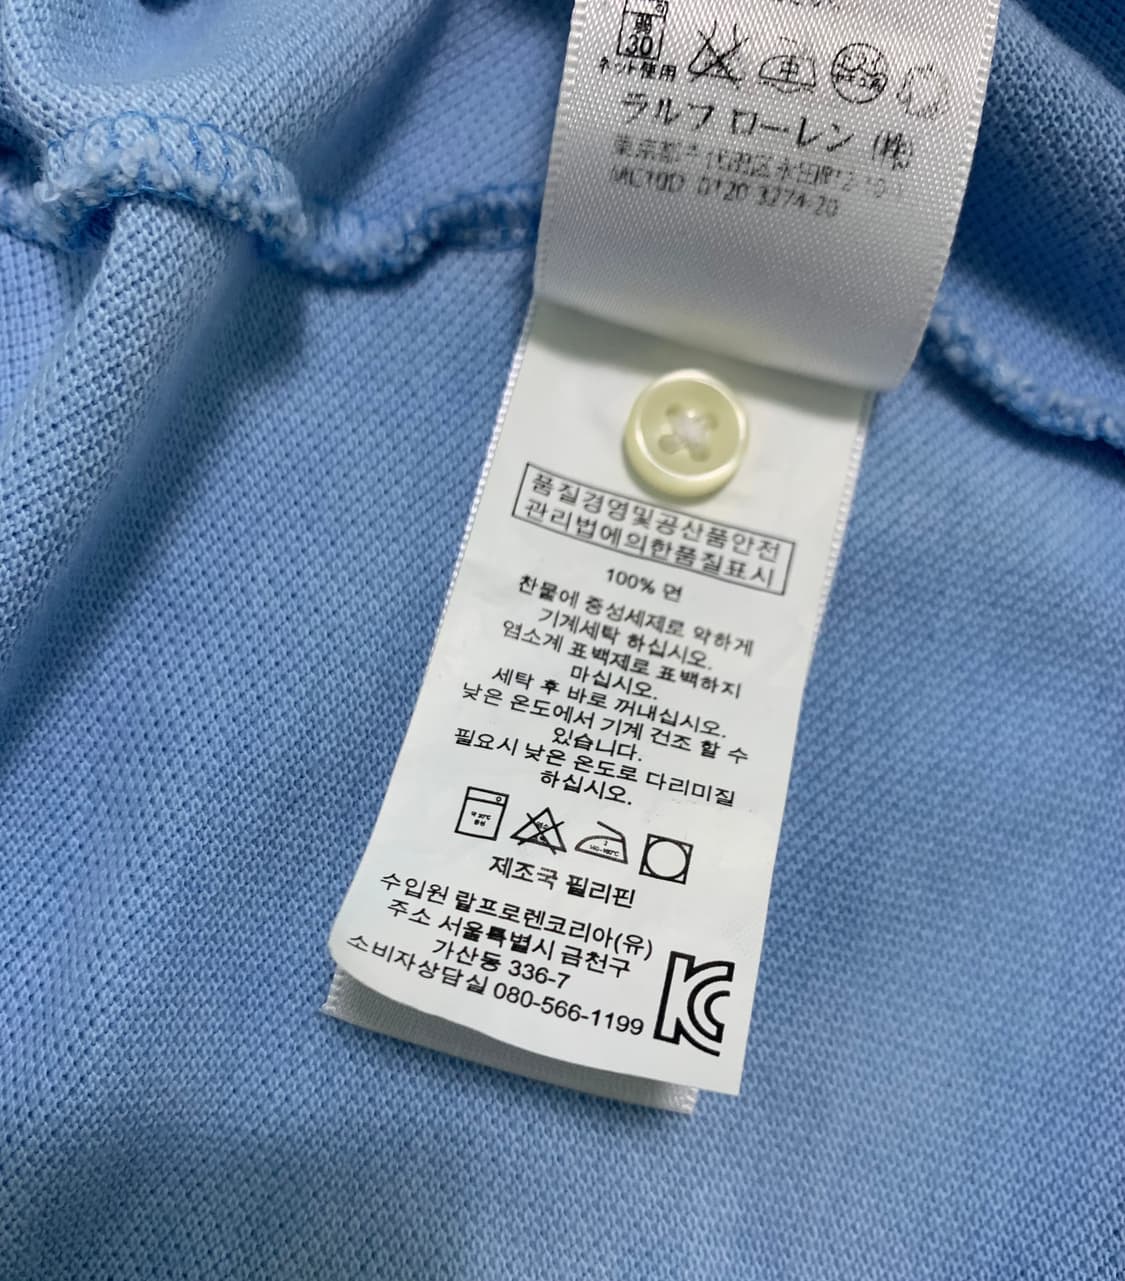 弱
30
ネット使用
ラルフ ローレン (株)
0120 3274-20
품질경영및공산품안전
관리법에의한품질표시
100% 면
찬물에 중성세제로 약하게
기계세탁 하십시오.
염소계 표백제로 표백하지
마십시오.
세탁 후 바로 꺼내십시오.
낮은 온도에서 기계 건조 할 수
있습니다.
필요시 낮은 온도로 다리미질
하십시오.
제조국 필리핀
수입원 랄프로렌코리아(유)
주소 서울특별시 금천구
가산동 336-7
소비자상담실 080-566-1199